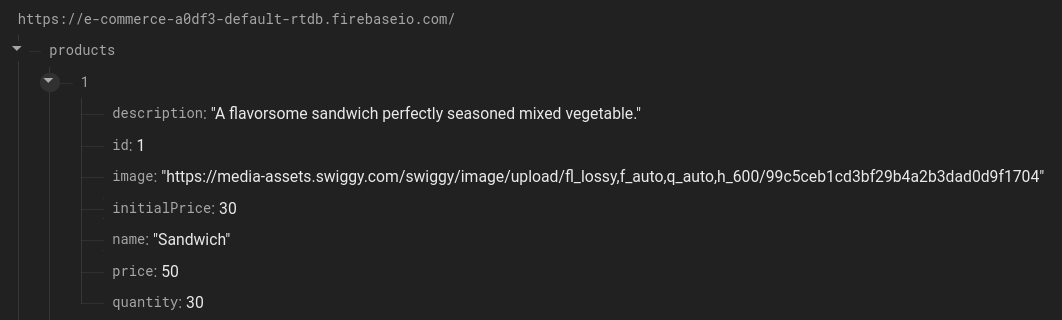 https://e-commerce-a0df3-default-rtdb.firebaseio.com/
products
1
description: "A flavorsome sandwich perfectly seasoned mixed vegetable."
id: 1
image: "https://media-assets.swiggy.com/swiggy/image/upload/fl_lossy,f_auto,q_auto,h_600/99c5ceb1cd3bf29b4a2b3dad0d9f1704"
initialPrice: 30
name: "Sandwich"
price: 50
quantity: 30